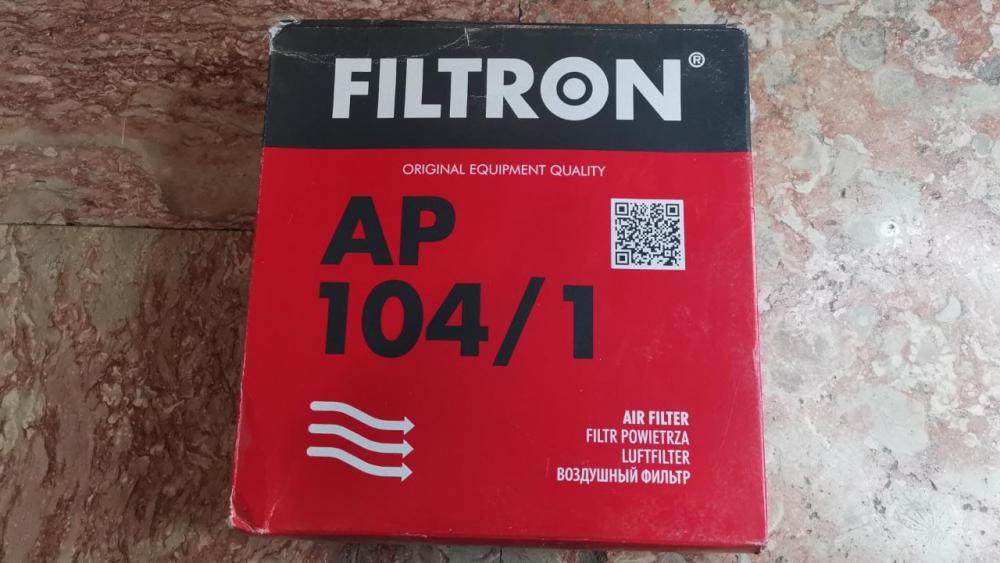 FILTRON®
ORIGINAL EQUIPMENT QUALITY
AP
104/1
AIR FILTER
FILTR POWIETRZA
LUFTFILTER
ВОЗДУШНЫЙ ФИЛЬТР